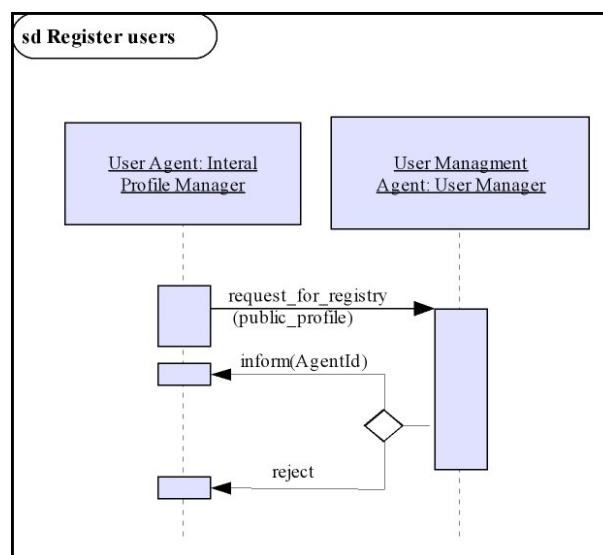 sd Register users
User Agent: Interal
Profile Manager
User Managment
Agent: User Manager
request_for_registry
(public_profile)
inform(AgentId)
reject